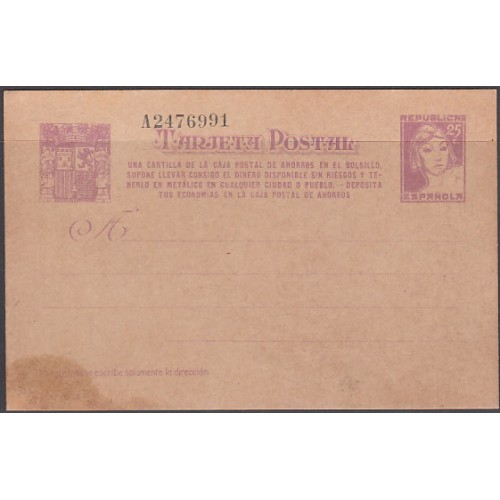 A2476991
TARJETA POSTAL
UNA CARTILLA DE LA CAJA POSTAL DE AHORROS EN EL BOLSILLO,
SUPONE LLEVAR CONSIGO EL DINERO DISPONIBLE SIN RIESGOS Y TE-
NERLO EN METÁLICO EN CUALQUIER CIUDAD O PUEBLO.—DEPOSITA
TUS ECONOMIAS EN LA CAJA POSTAL DE AHORROS
REPUBLICA
25
ESPAÑOLA
A
se escribe solamente la dirección.